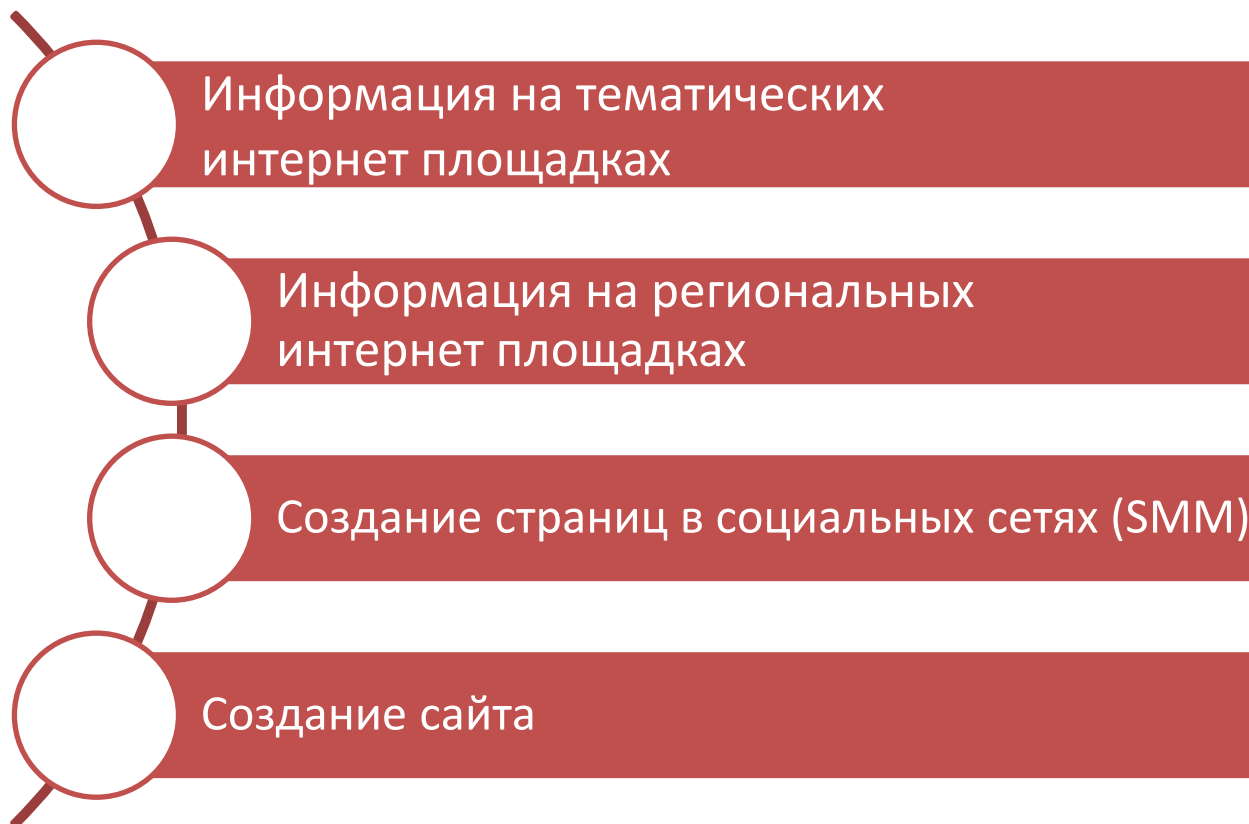 Информация на тематических
интернет площадках
Информация на региональных
интернет площадках
Создание страниц в социальных сетях (SMM)
Создание сайта